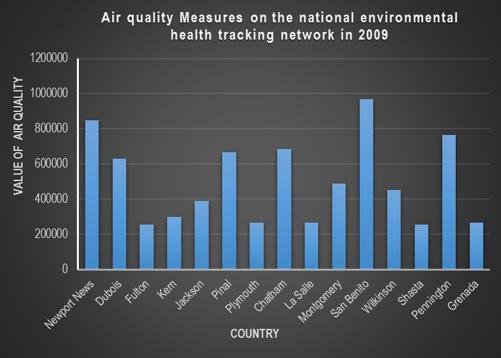 Air quality Measures on the national environmental
health tracking network in 2009
VALUE OF AIR QUALITY
1200000
1000000
800000
600000
400000
200000
0
Newport News
Dubois
Fulton
Kern
Jackson
Pinal
Plymouth
Chatham
La Salle
Montgomery
San Benito
Wilkinson
Shasta
Pennington
Grenada
COUNTRY